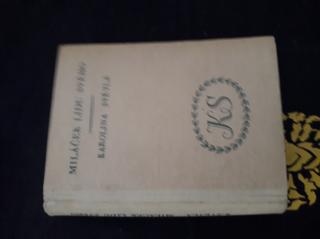 MILÁČEK LIDU SVÉHO
KAROLINA SVĚTLÁ
KS